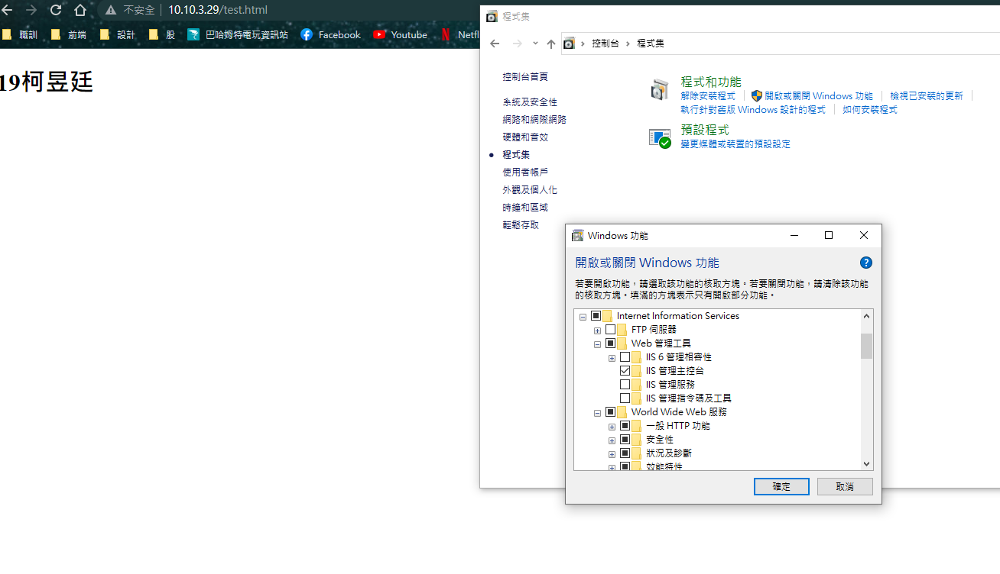 不安全 10.10.3.29/test.html
職訓 前端 設計 股 巴哈姆特電玩資訊站 Facebook Youtube Netfl
19柯昱廷
程式集
控制台 › 程式集
控制台首頁
系統及安全性
網路和網際網路
硬體和音效
程式集
使用者帳戶
外觀及個人化
時鐘和區域
輕鬆存取
程式和功能
解除安裝程式 開啟或關閉 Windows 功能 檢視已安裝的更新
執行針對舊版 Windows 設計的程式 如何安裝程式
預設程式
變更媒體或裝置的預設設定
Windows 功能
開啟或關閉 Windows 功能
若要開啟功能，請選取該功能的核取方塊。若要關閉功能，請清除該功能
的核取方塊。填滿的方塊表示只有開啟部分功能。
Internet Information Services
FTP 伺服器
Web 管理工具
IIS 6 管理相容性
IIS 管理主控台
IIS 管理服務
IIS 管理指令碼及工具
World Wide Web 服務
一般 HTTP 功能
安全性
狀況及診斷
效能特性
確定 取消